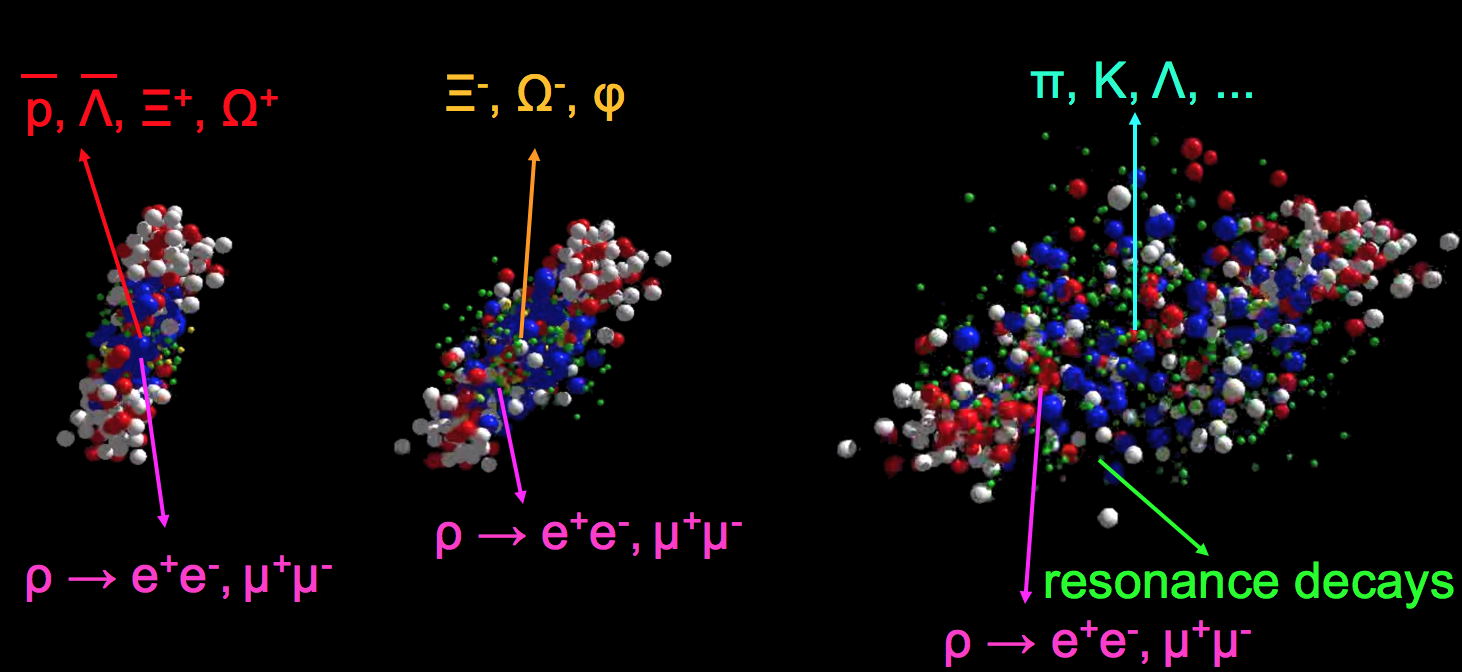 p̅, Λ̅, Ξ⁺, Ω⁺
Ξ⁻, Ω⁻, φ
π, K, Λ, ...
ρ → e⁺e⁻, μ⁺μ⁻
ρ → e⁺e⁻, μ⁺μ⁻
resonance decays
ρ → e⁺e⁻, μ⁺μ⁻